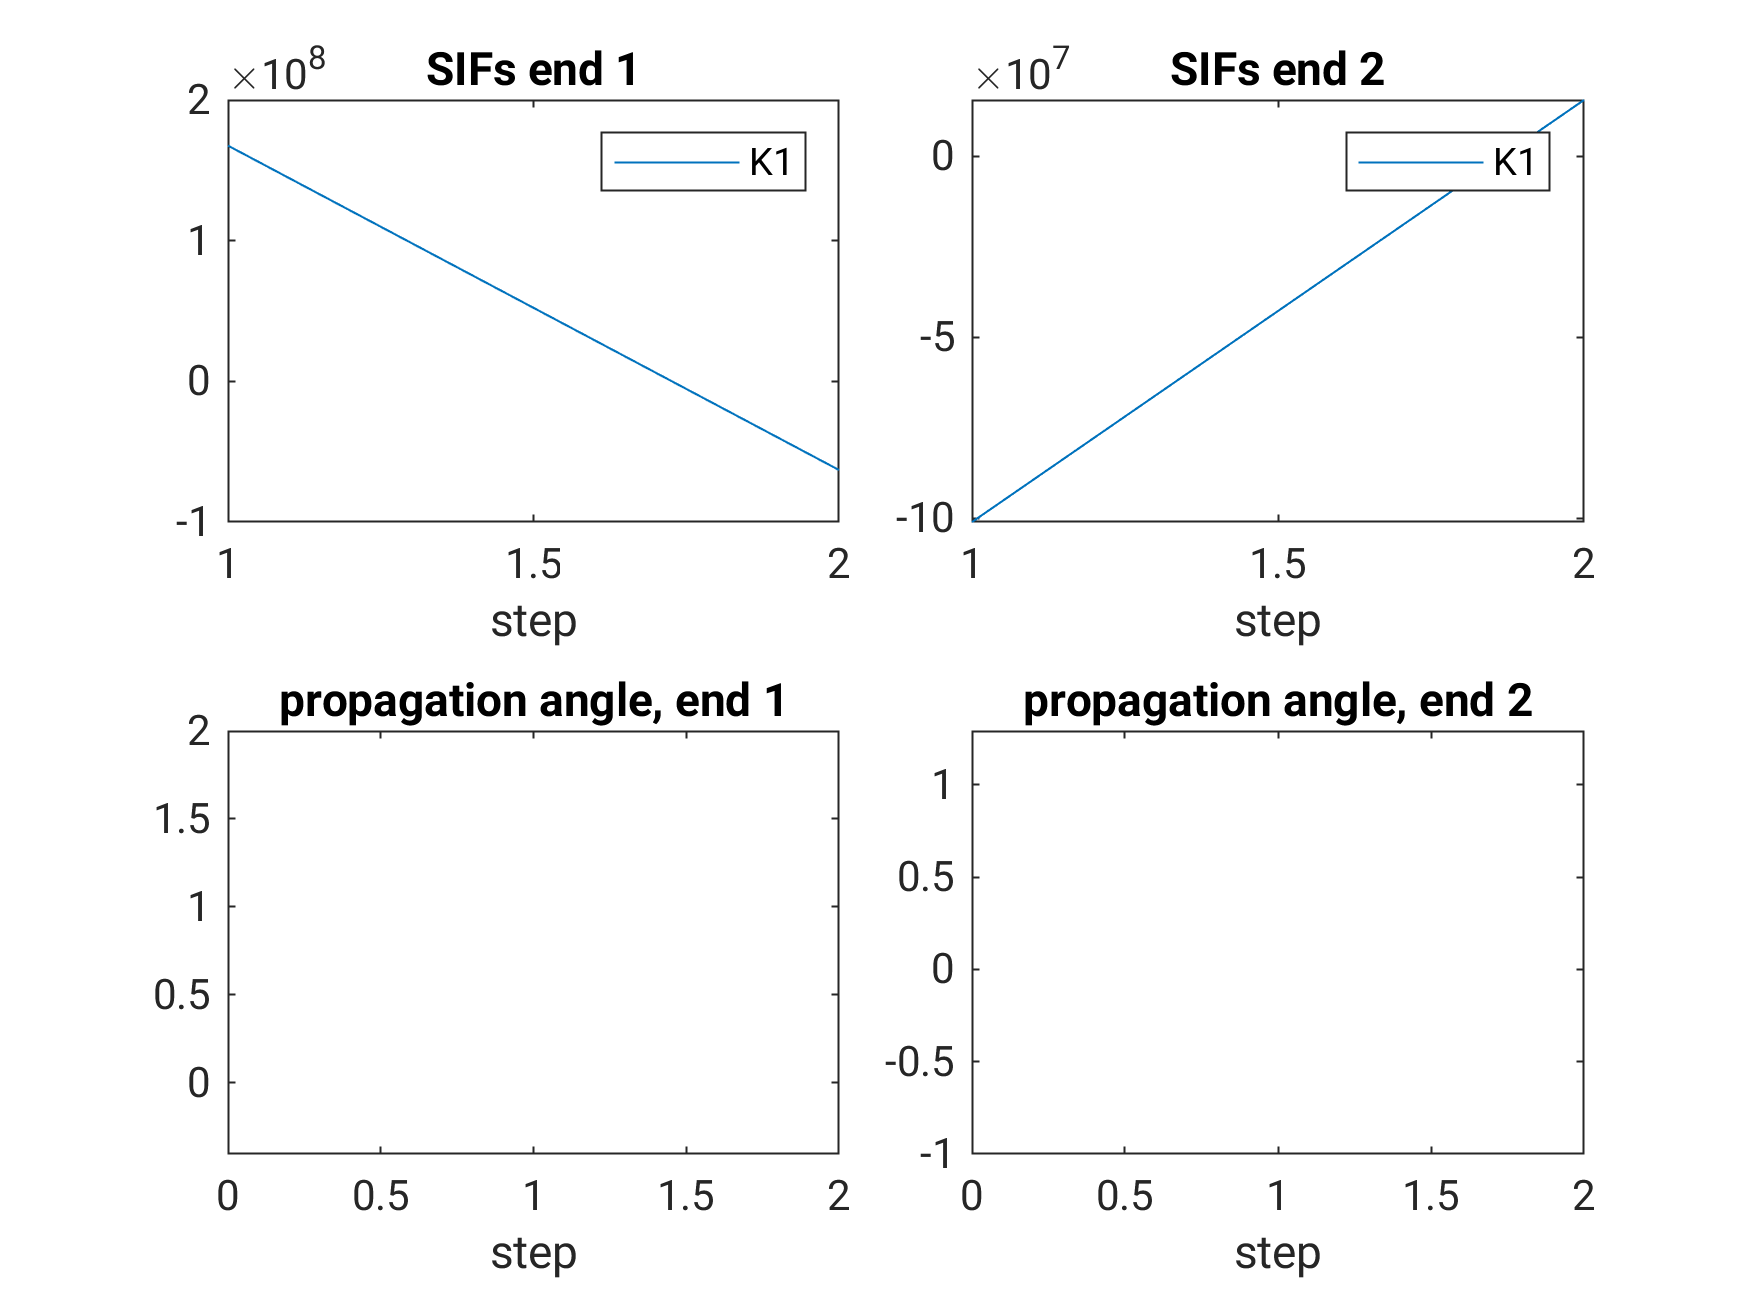 ×10^8 SIFs end 1
2
1
0
-1
1 1.5 2
step
K1
×10^7 SIFs end 2
0
-5
-10
1 1.5 2
step
K1
propagation angle, end 1
2
1.5
1
0.5
0
0 0.5 1 1.5 2
step
propagation angle, end 2
1
0.5
0
-0.5
-1
0 0.5 1 1.5 2
step